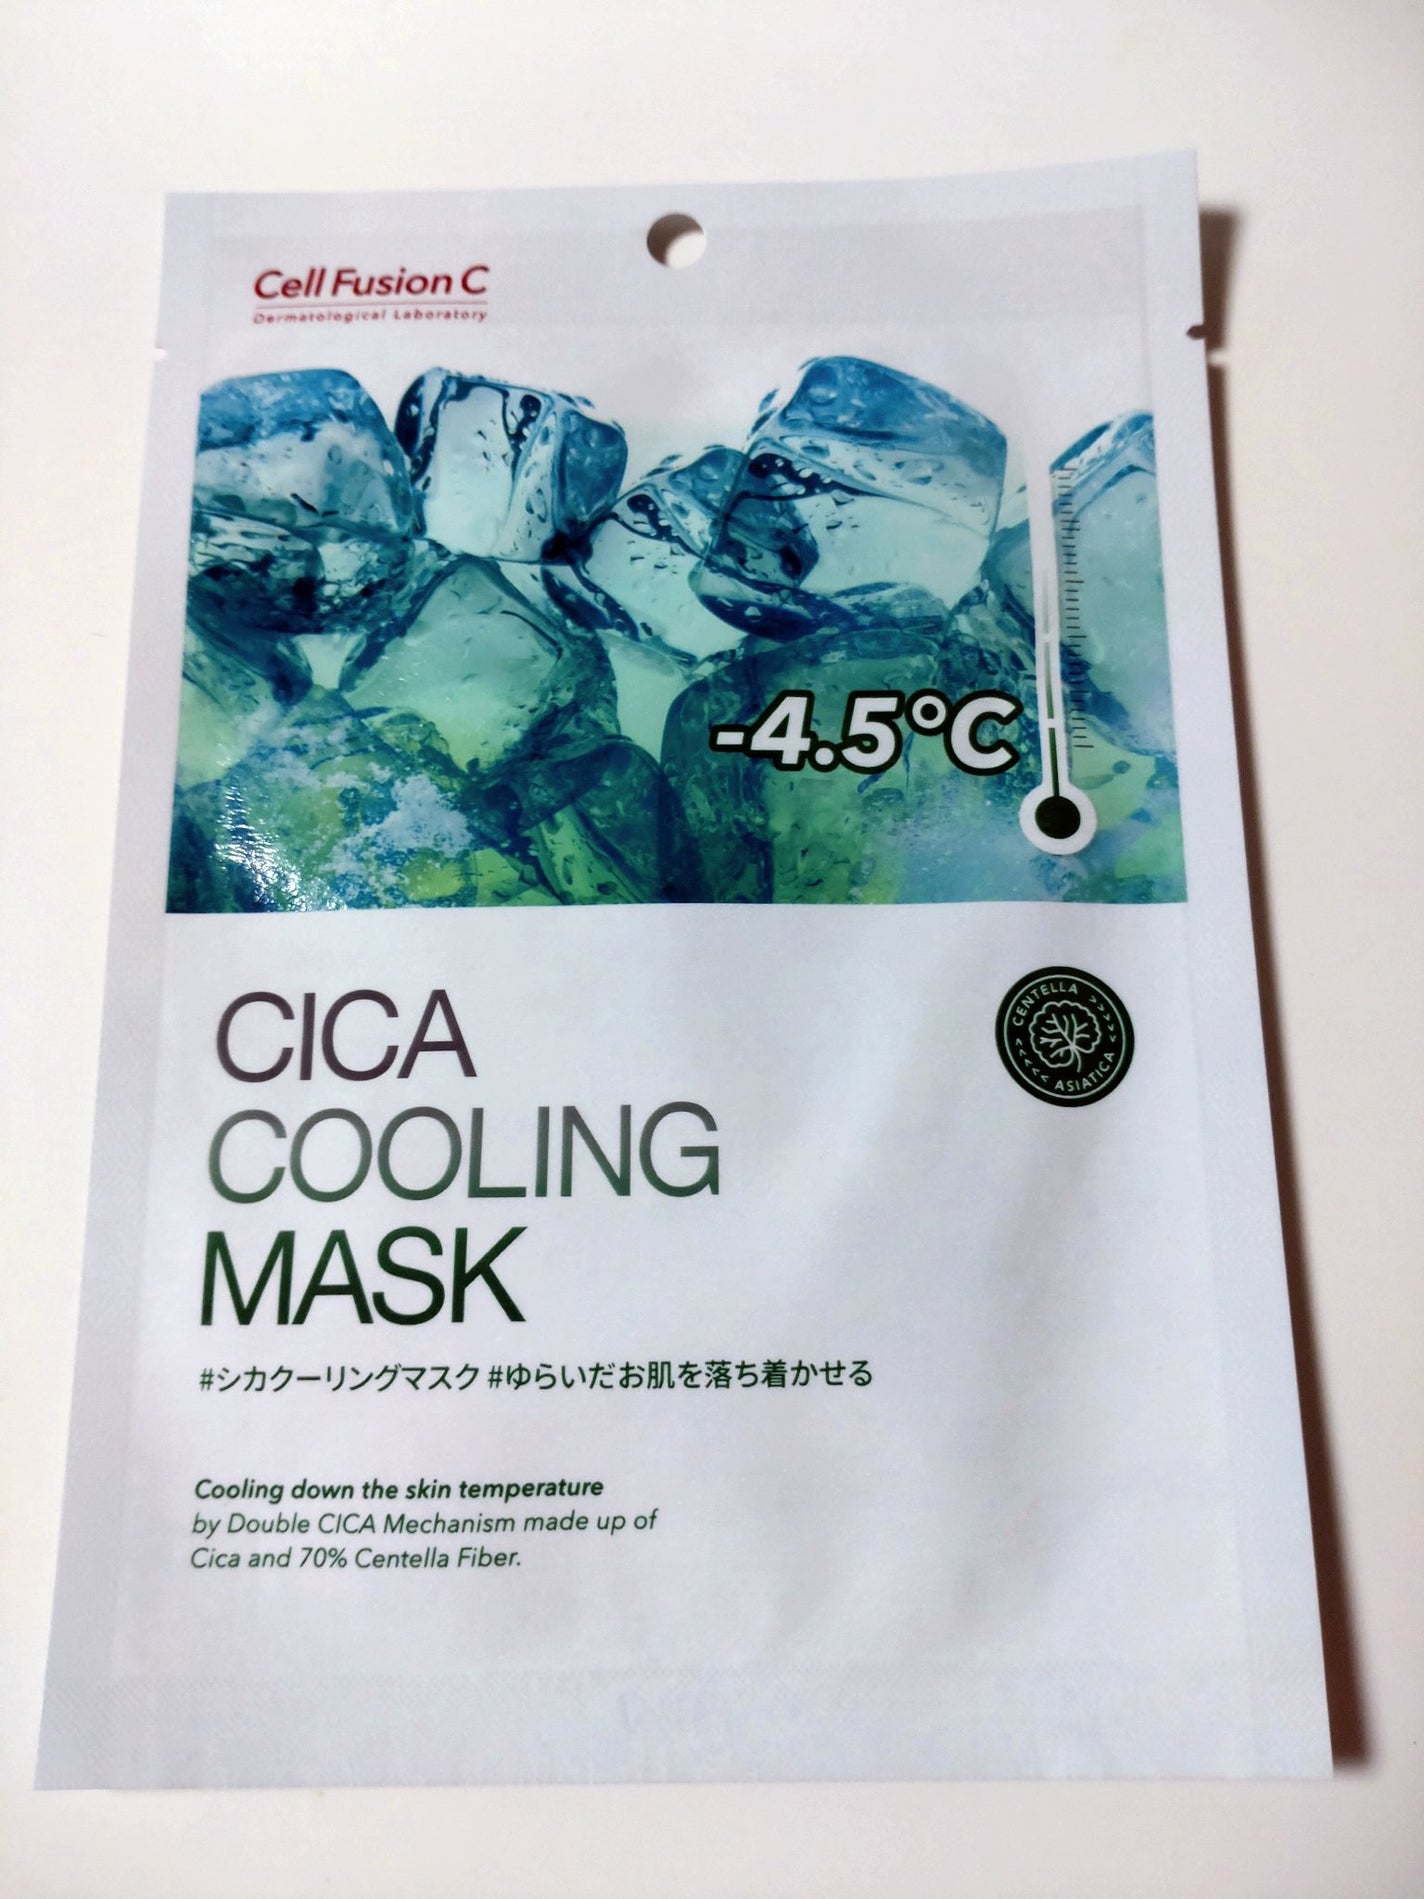 Cell Fusion C
Dermatological Laboratory
-4.5°C
CICA
COOLING
MASK
CENTELLA >>>>>
<<<<< ASIATICA
#シカクーリングマスク #ゆらいだお肌を落ち着かせる
Cooling down the skin temperature
by Double CICA Mechanism made up of
Cica and 70% Centella Fiber.